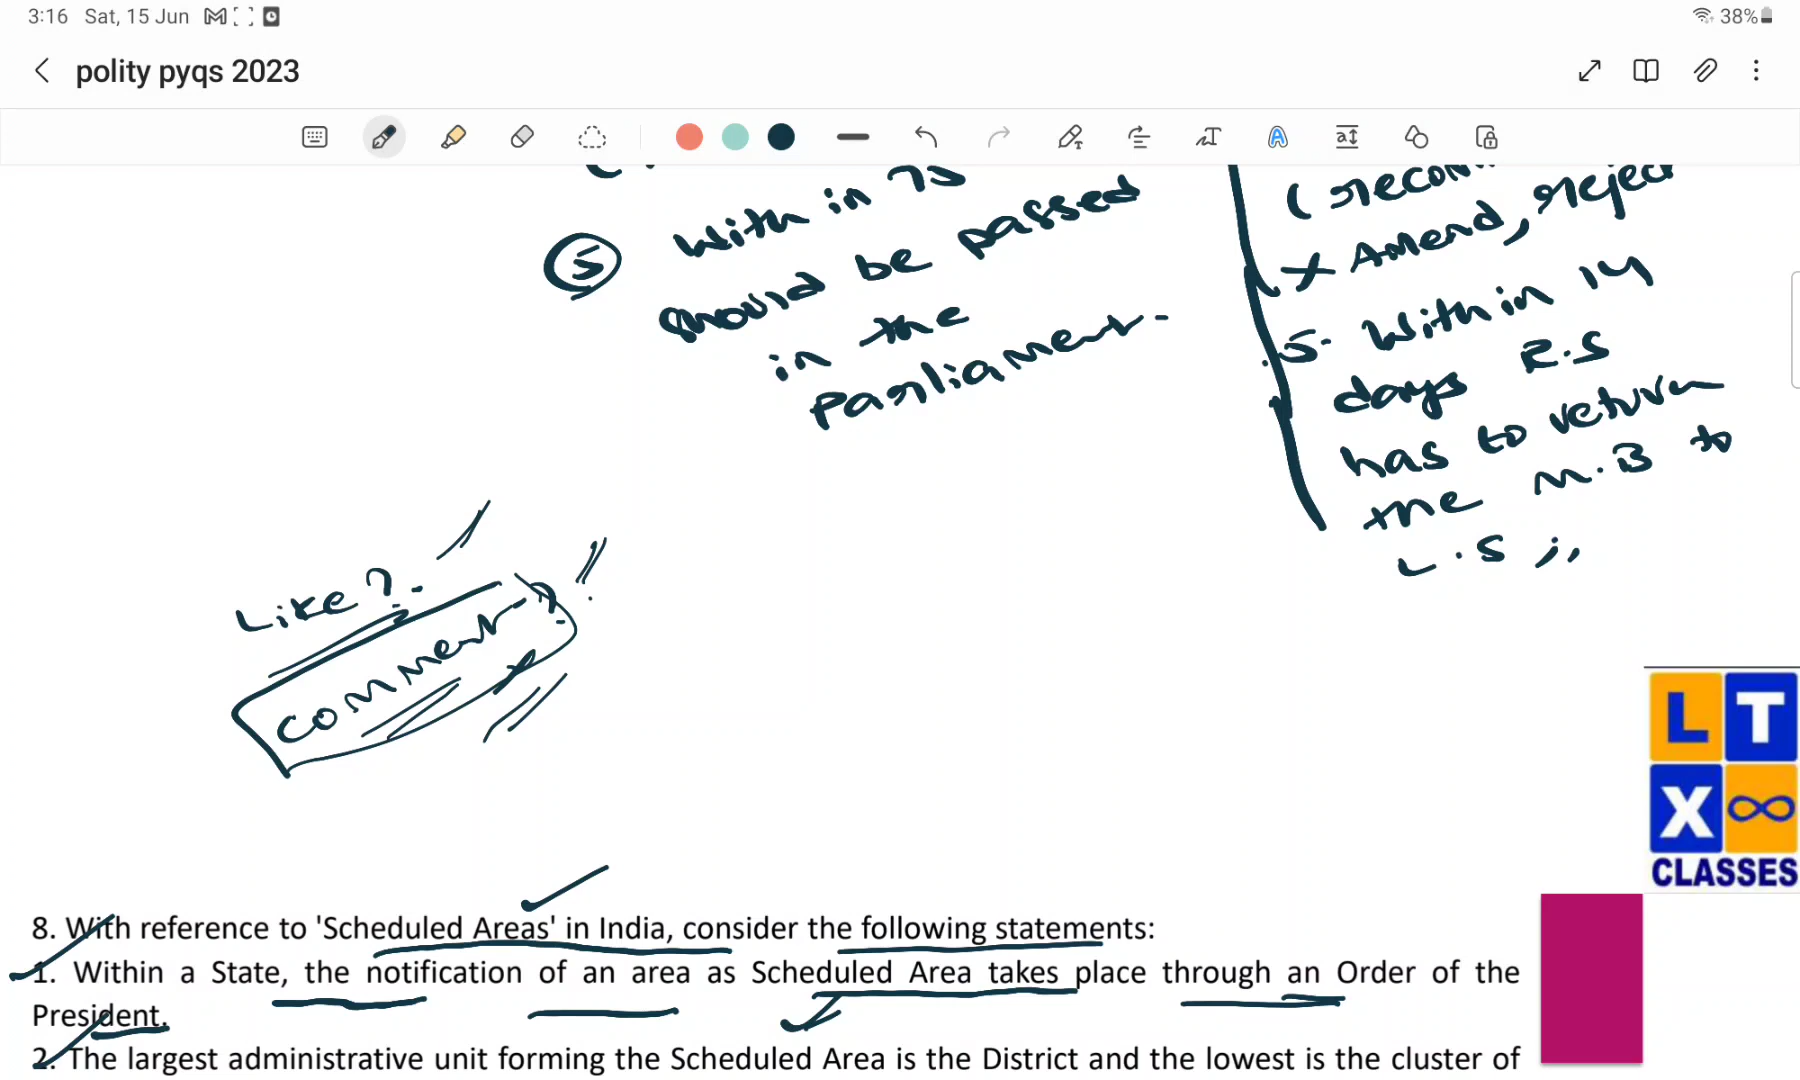 3:16 Sat, 15 Jun
38%
polity pyqs 2023
5 With in 75
should be passed
in the
Parliament-
(recom
X Amend, reject
5. Within 14
days R.S
has to return
the M.B to
L.S
Like?
Comment-?
L T
X ∞
CLASSES
8. With reference to 'Scheduled Areas' in India, consider the following statements:
1. Within a State, the notification of an area as Scheduled Area takes place through an Order of the
President.
2. The largest administrative unit forming the Scheduled Area is the District and the lowest is the cluster of